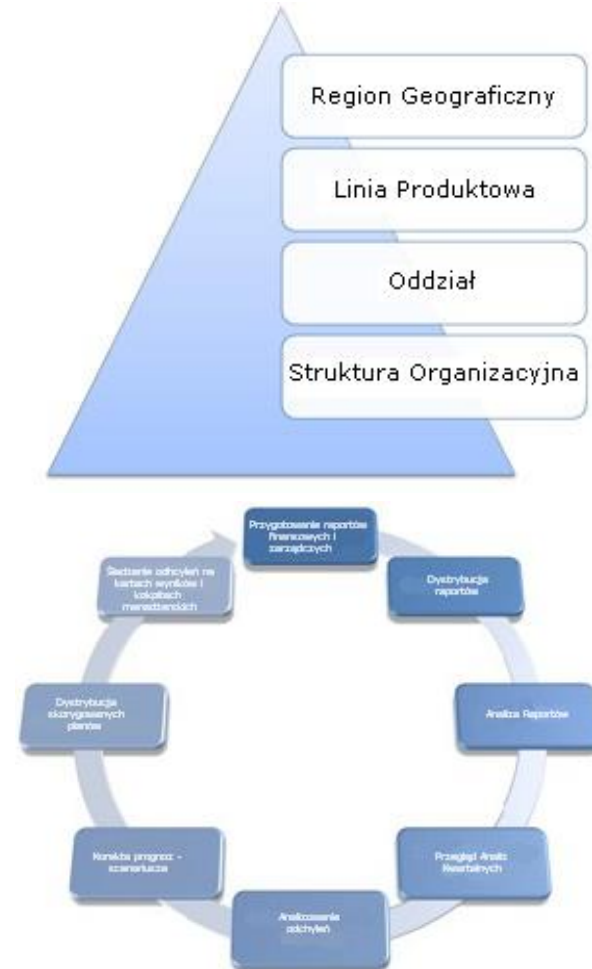 Region Geograficzny
Linia Produktowa
Oddział
Struktura Organizacyjna
Przygotowanie raportów
finansowych i
zarządczych
Dystrybucja
raportów
Analiza Raportów
Przegląd Analiz
Kwartalnych
Analizowanie
odchyleń
Korekta prognoz -
scenariusze
Dystrybucja
skorygowanych
planów
Śledzenie odhcyleń na
kartach wyników i
kokpitach
menedżerskich